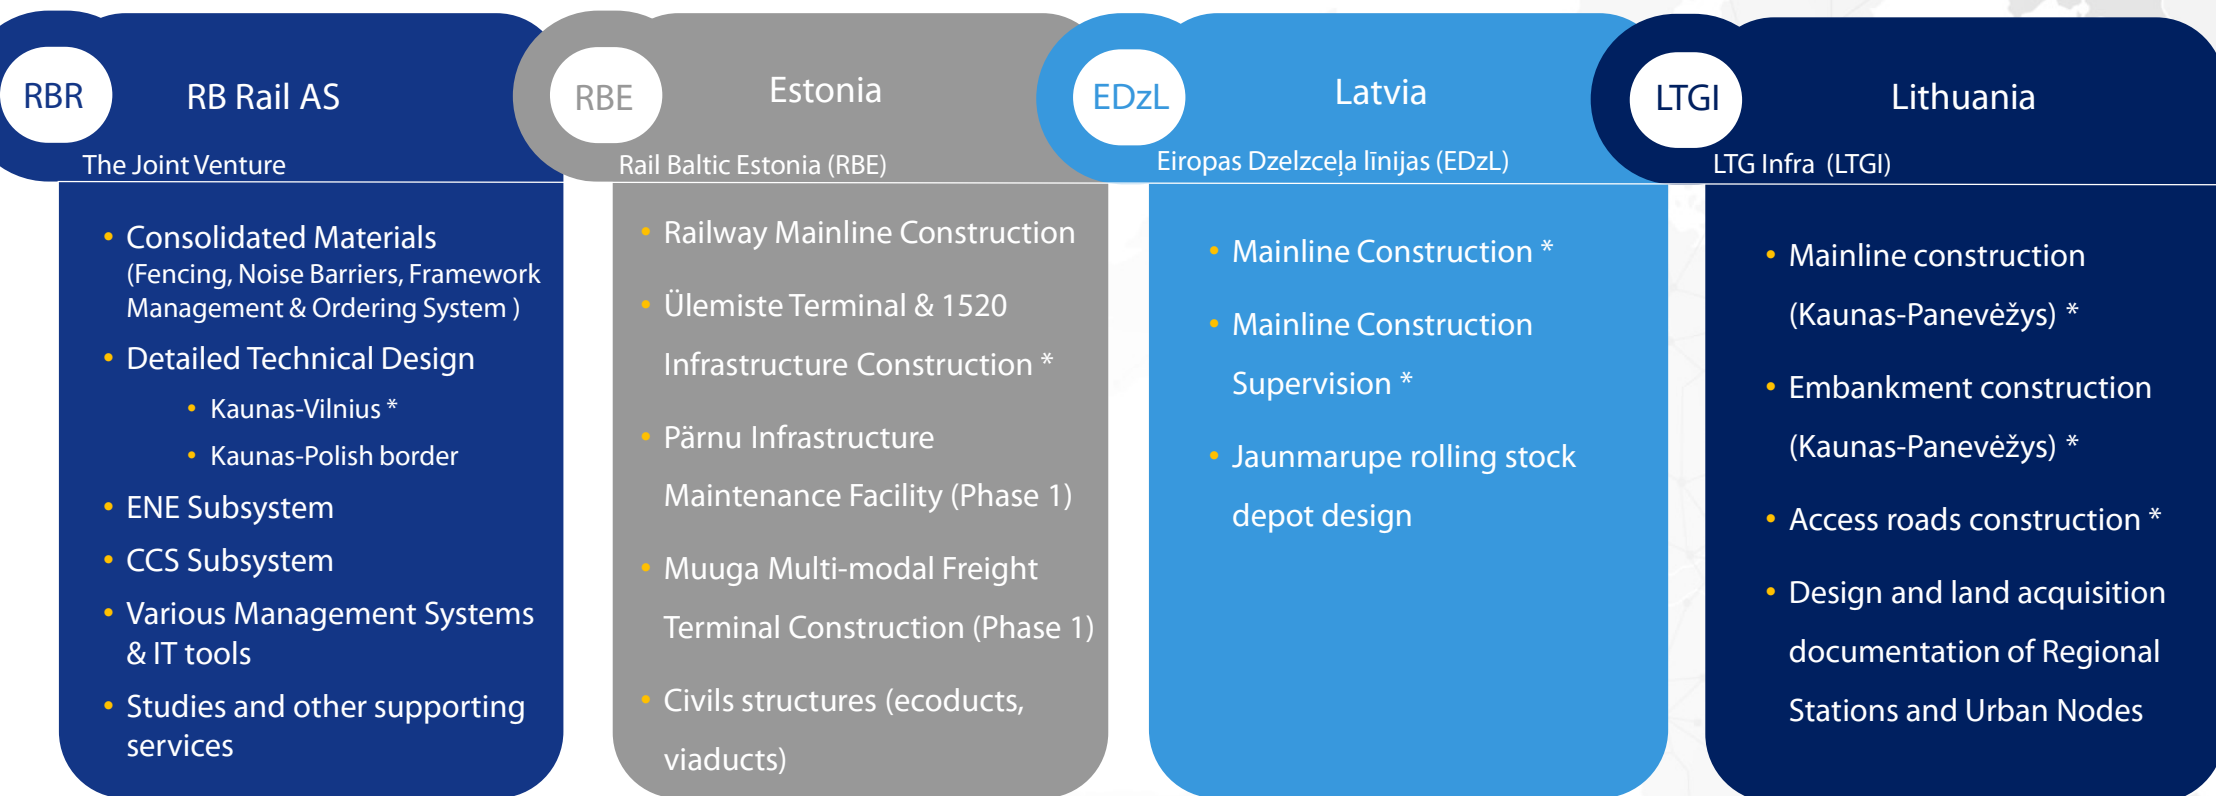 RBR
RB Rail AS
The Joint Venture
• Consolidated Materials
(Fencing, Noise Barriers, Framework
Management & Ordering System )
• Detailed Technical Design
• Kaunas-Vilnius *
• Kaunas-Polish border
• ENE Subsystem
• CCS Subsystem
• Various Management Systems
& IT tools
• Studies and other supporting
services
RBE
Estonia
Rail Baltic Estonia (RBE)
• Railway Mainline Construction
• Ülemiste Terminal & 1520
Infrastructure Construction *
• Pärnu Infrastructure
Maintenance Facility (Phase 1)
• Muuga Multi-modal Freight
Terminal Construction (Phase 1)
• Civils structures (ecoducts,
viaducts)
EDzL
Latvia
Eiropas Dzelzceļa līnijas (EDzL)
• Mainline Construction *
• Mainline Construction
Supervision *
• Jaunmarupe rolling stock
depot design
LTGI
Lithuania
LTG Infra (LTGI)
• Mainline construction
(Kaunas-Panevėžys) *
• Embankment construction
(Kaunas-Panevėžys) *
• Access roads construction *
• Design and land acquisition
documentation of Regional
Stations and Urban Nodes